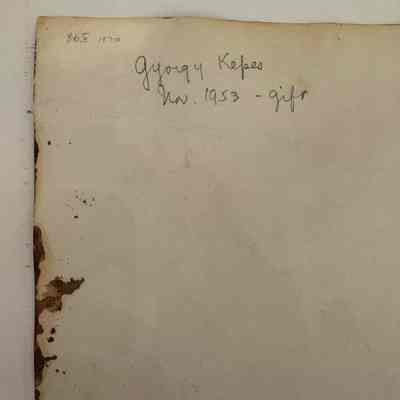 Gyorgy Kepes
Nov. 1953 - gift